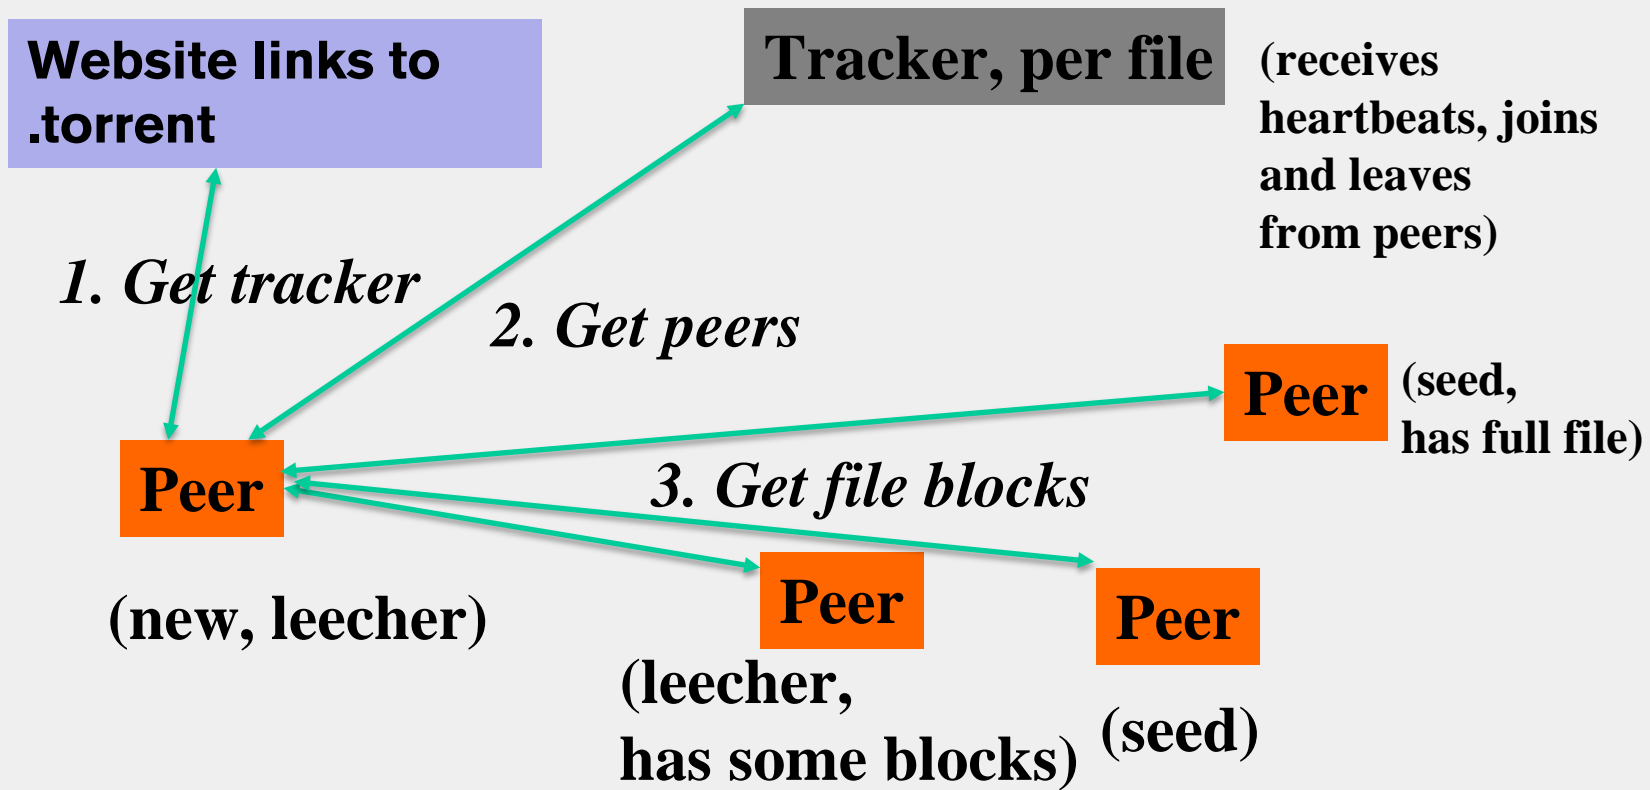 Website links to
.torrent
Tracker, per file
(receives
heartbeats, joins
and leaves
from peers)
1. Get tracker
2. Get peers
Peer
(seed,
has full file)
Peer
3. Get file blocks
(new, leecher)
Peer
(leecher,
has some blocks)
Peer
(seed)